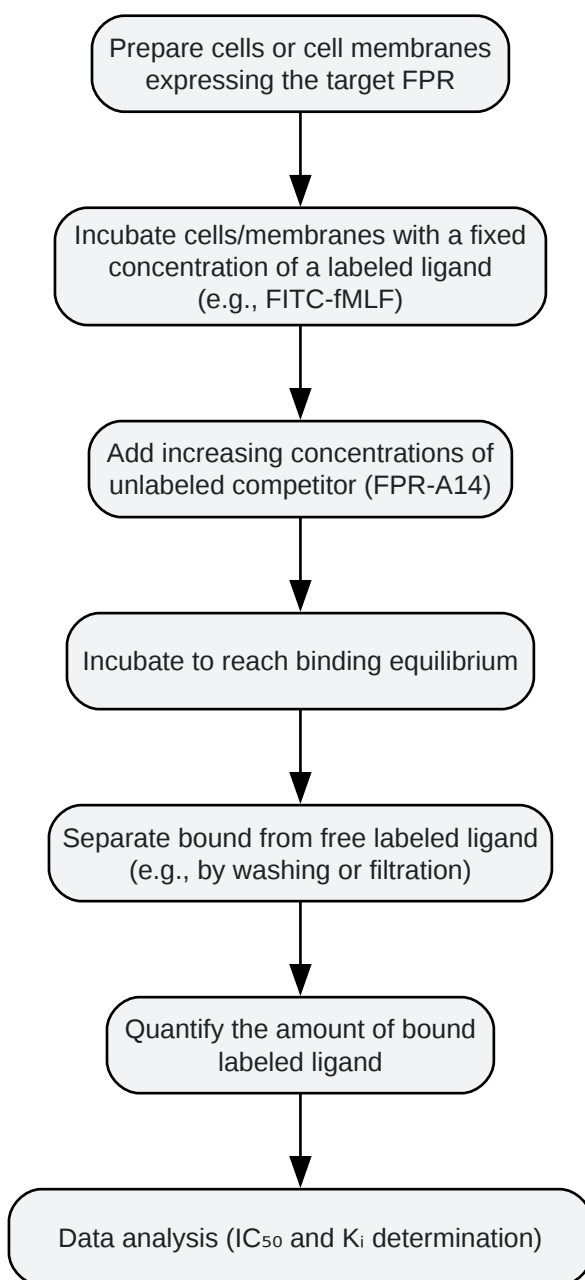 Prepare cells or cell membranes
expressing the target FPR
Incubate cells/membranes with a fixed
concentration of a labeled ligand
(e.g., FITC-fMLF)
Add increasing concentrations of
unlabeled competitor (FPR-A14)
Incubate to reach binding equilibrium
Separate bound from free labeled ligand
(e.g., by washing or filtration)
Quantify the amount of bound
labeled ligand
Data analysis (IC₅₀ and Kᵢ determination)